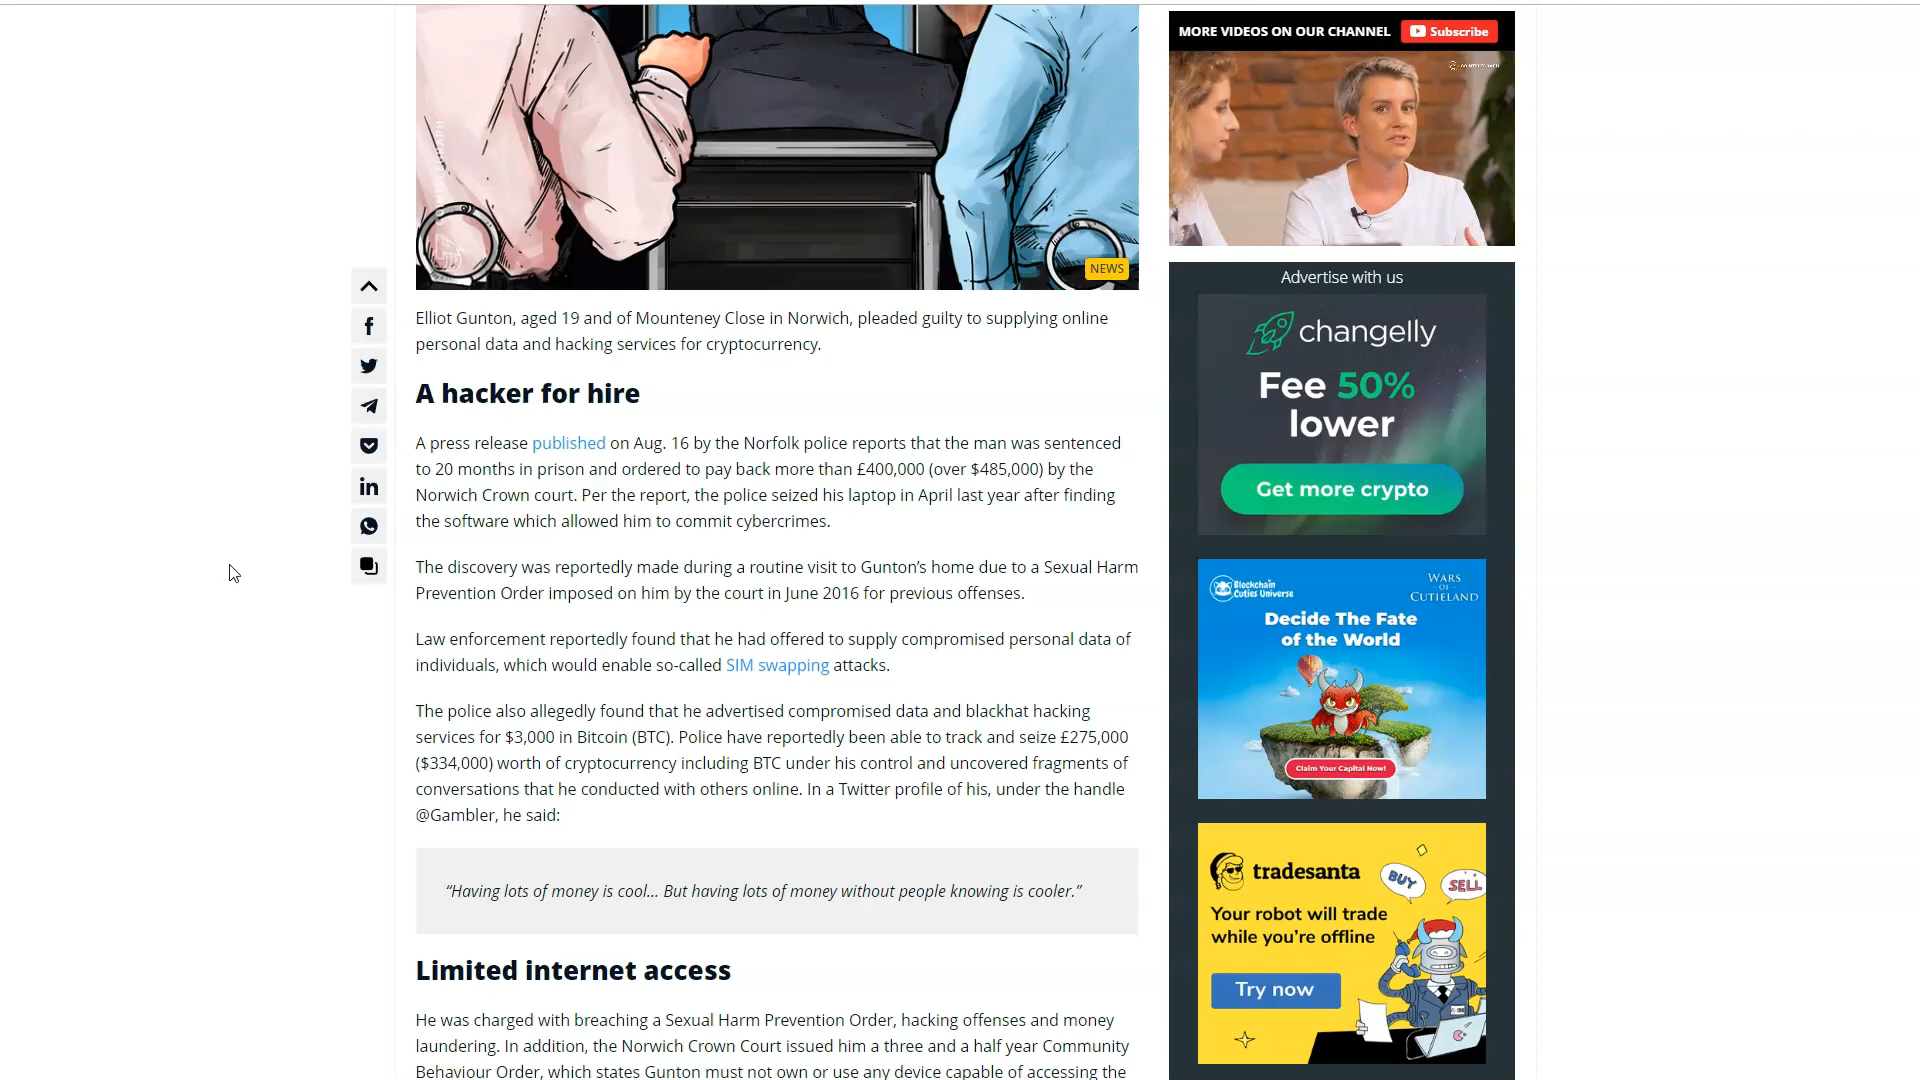 MORE VIDEOS ON OUR CHANNEL
Subscribe
NEWS
Elliot Gunton, aged 19 and of Mounteney Close in Norwich, pleaded guilty to supplying online
personal data and hacking services for cryptocurrency.
A hacker for hire
A press release published on Aug. 16 by the Norfolk police reports that the man was sentenced
to 20 months in prison and ordered to pay back more than £400,000 (over $485,000) by the
Norwich Crown court. Per the report, the police seized his laptop in April last year after finding
the software which allowed him to commit cybercrimes.
The discovery was reportedly made during a routine visit to Gunton’s home due to a Sexual Harm
Prevention Order imposed on him by the court in June 2016 for previous offenses.
Law enforcement reportedly found that he had offered to supply compromised personal data of
individuals, which would enable so-called SIM swapping attacks.
The police also allegedly found that he advertised compromised data and blackhat hacking
services for $3,000 in Bitcoin (BTC). Police have reportedly been able to track and seize £275,000
($334,000) worth of cryptocurrency including BTC under his control and uncovered fragments of
conversations that he conducted with others online. In a Twitter profile of his, under the handle
@Gambler, he said:
“Having lots of money is cool… But having lots of money without people knowing is cooler.”
Limited internet access
He was charged with breaching a Sexual Harm Prevention Order, hacking offenses and money
laundering. In addition, the Norwich Crown Court issued him a three and a half year Community
Behaviour Order, which states Gunton must not own or use any device capable of accessing the
Advertise with us
changelly
Fee 50%
lower
Get more crypto
Blockchain
Cuties Universe
WARS
OF
CUTIELAND
Decide The Fate
of the World
Claim Your Capital Now!
tradesanta
BUY
SELL
Your robot will trade
while you’re offline
Try now